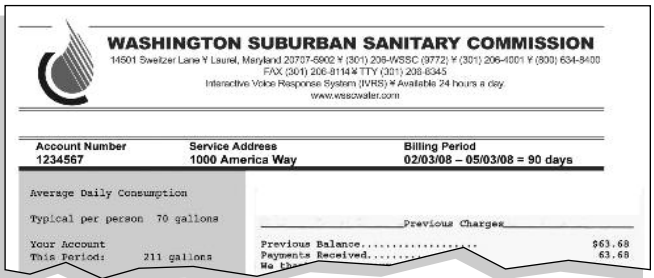 WASHINGTON SUBURBAN SANITARY COMMISSION
14501 Sweitzer Lane ¥ Laurel, Maryland 20707-5902 ¥ (301) 206-WSSC (9772) ¥ (301) 206-4001 ¥ (800) 634-8400
FAX (301) 206-8114 ¥ TTY (301) 206-8345
Interactive Voice Response System (IVRS) ¥ Available 24 hours a day
www.wsscwater.com
Account Number Service Address Billing Period
1234567 1000 America Way 02/03/08 – 05/03/08 = 90 days
Average Daily Consumption
Typical per person 70 gallons
Previous Charges
Your Account
This Period: 211 gallons
Previous Balance................... $63.68
Payments Received.................. 63.68
We